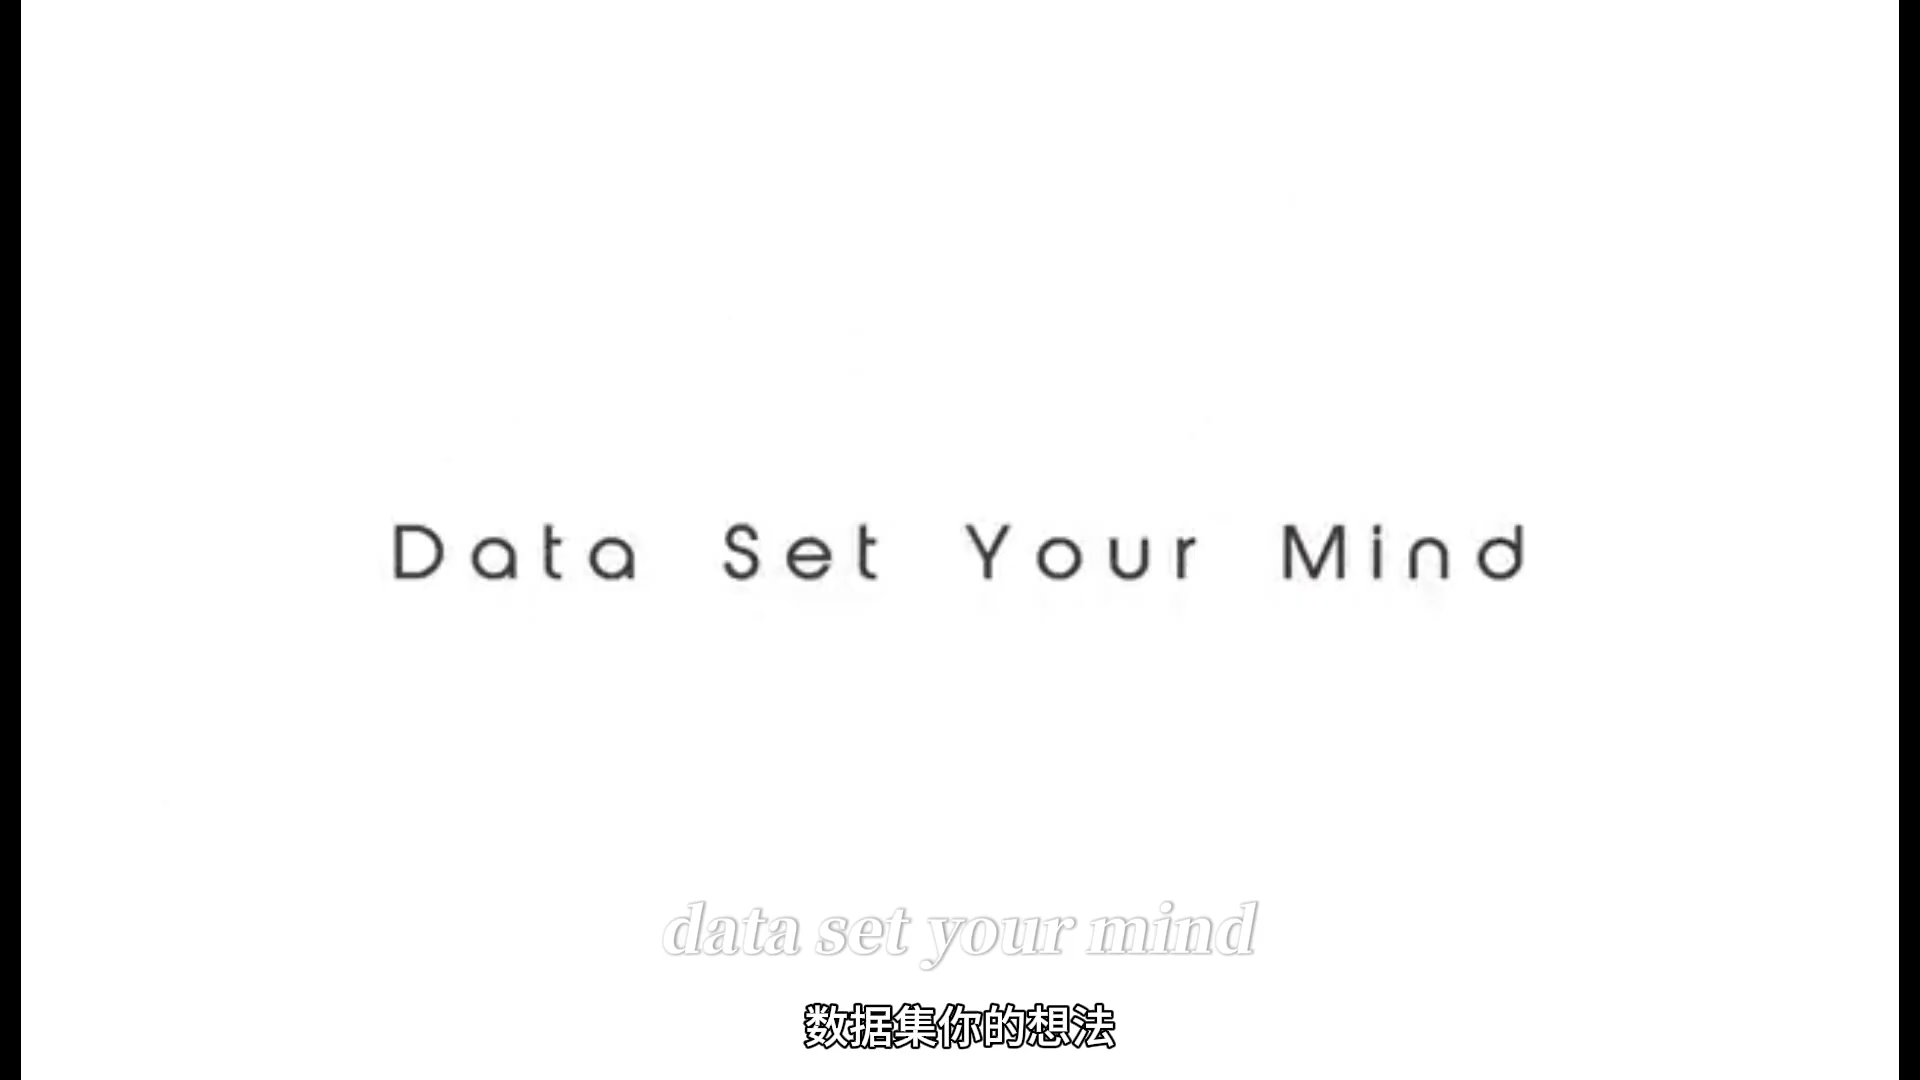 Data Set Your Mind
data set your mind
数据集你的想法